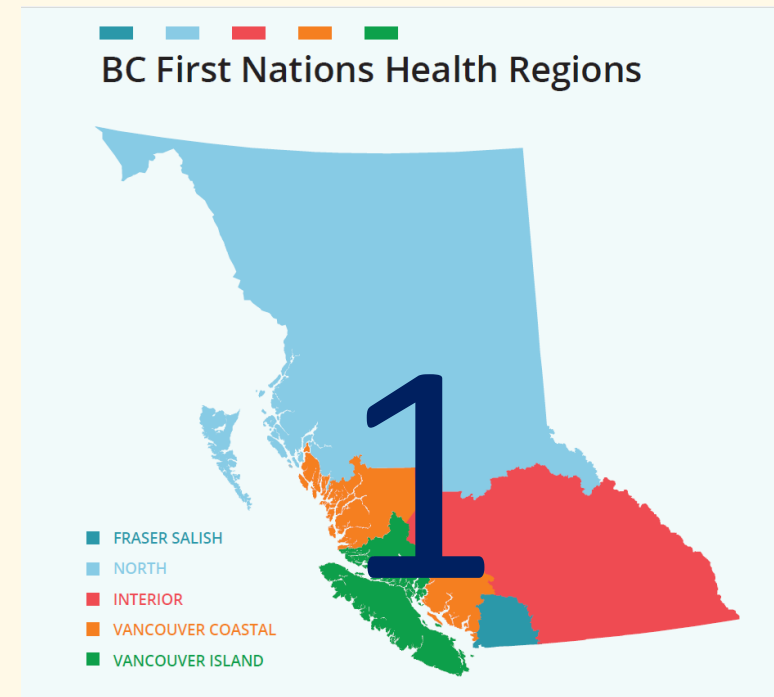 BC First Nations Health Regions
1
FRASER SALISH
NORTH
INTERIOR
VANCOUVER COASTAL
VANCOUVER ISLAND